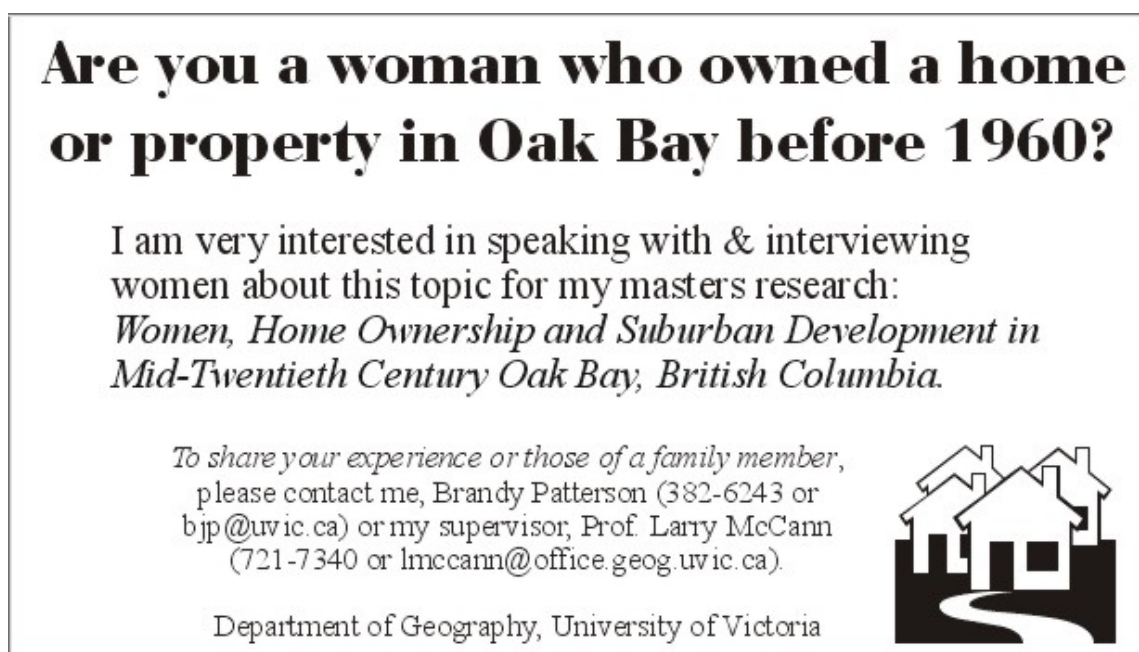 Are you a woman who owned a home
or property in Oak Bay before 1960?
I am very interested in speaking with & interviewing
women about this topic for my masters research:
Women, Home Ownership and Suburban Development in
Mid-Twentieth Century Oak Bay, British Columbia.
To share your experience or those of a family member,
please contact me, Brandy Patterson (382-6243 or
bjp@uvic.ca) or my supervisor, Prof. Larry McCann
(721-7340 or lmccann@office.geog.uvic.ca).
Department of Geography, University of Victoria